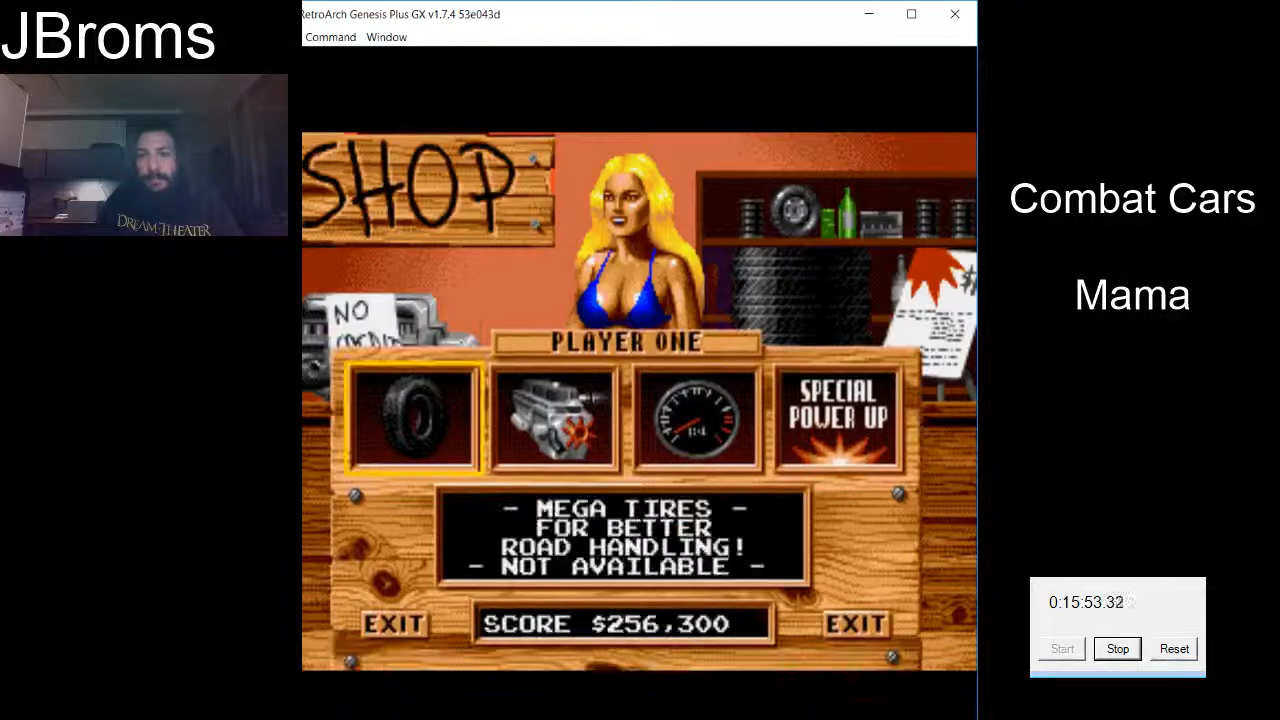 JBroms
RetroArch Genesis Plus GX v1.7.4 53e043d
Command Window
DREAM THEATER
SHOP
NO
CREDIT
PLAYER ONE
SPECIAL
POWER UP
- MEGA TIRES -
FOR BETTER
ROAD HANDLING!
- NOT AVAILABLE -
EXIT
SCORE $256,300
EXIT
Combat Cars
Mama
0:15:53.32
Start
Stop
Reset